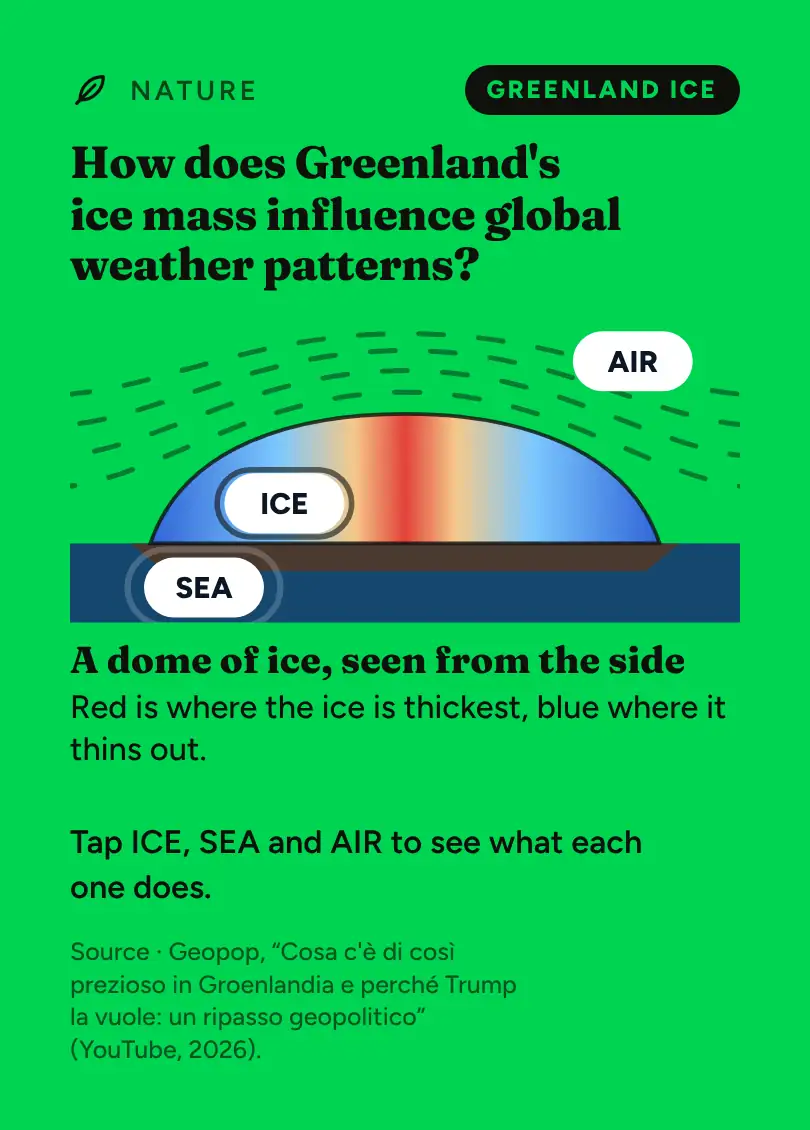 NATURE
GREENLAND ICE
How does Greenland's
ice mass influence global
weather patterns?
AIR
ICE
SEA
A dome of ice, seen from the side
Red is where the ice is thickest, blue where it
thins out.
Tap ICE, SEA and AIR to see what each
one does.
Source · Geopop, “Cosa c'è di così
prezioso in Groenlandia e perché Trump
la vuole: un ripasso geopolitico”
(YouTube, 2026).